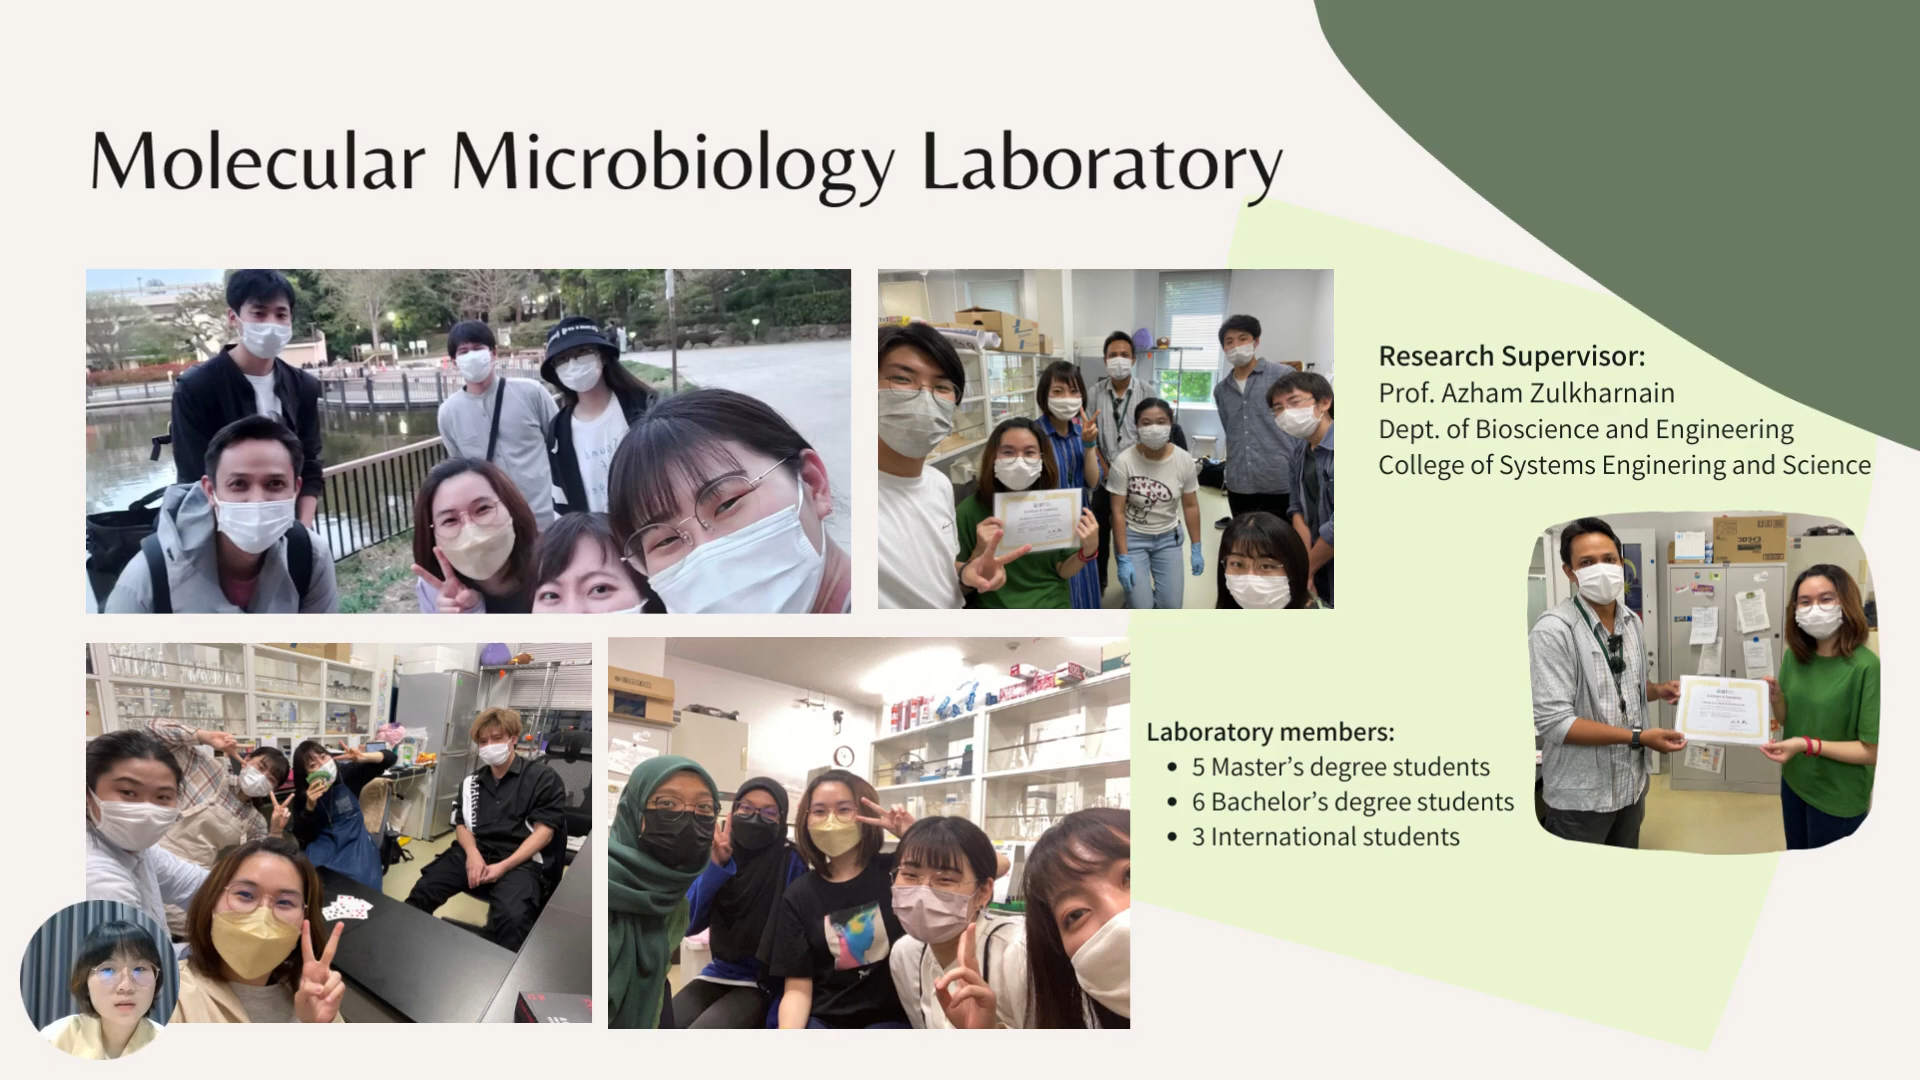 Molecular Microbiology Laboratory
Research Supervisor:
Prof. Azham Zulkharnain
Dept. of Bioscience and Engineering
College of Systems Enginering and Science
Laboratory members:
• 5 Master’s degree students
• 6 Bachelor’s degree students
• 3 International students